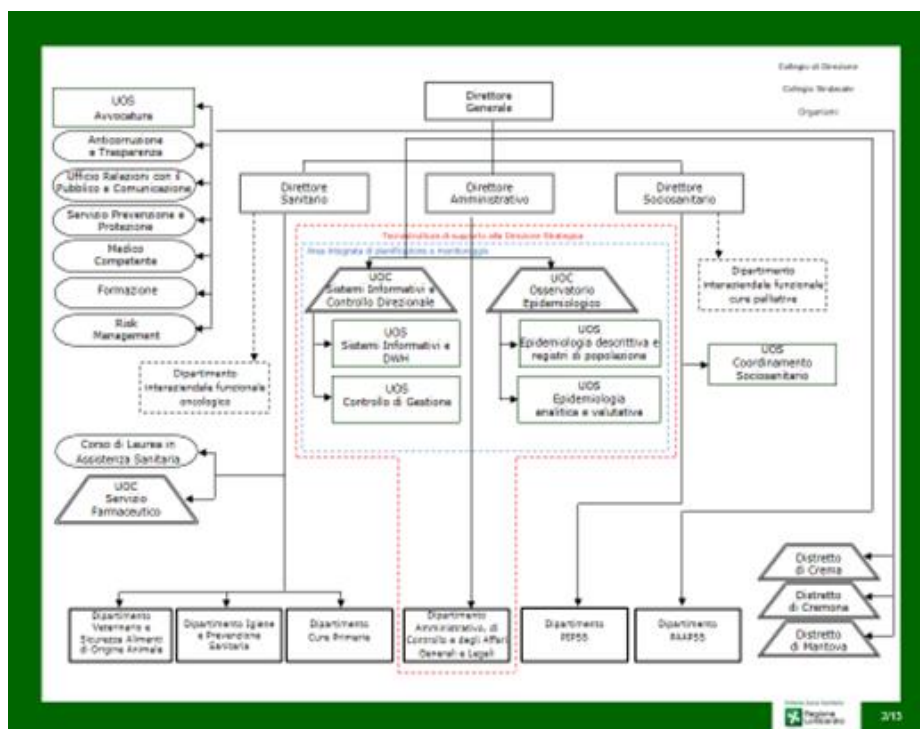 Collegio di Direzione
Collegio Sindacale
Organismi
Direttore
Generale
UOS
Avvocatura
Anticorruzione
e Trasparenza
Ufficio Relazioni con il
Pubblico e Comunicazione
Servizio Prevenzione e
Protezione
Medico
Competente
Formazione
Risk
Management
Direttore
Sanitario
Direttore
Amministrativo
Direttore
Sociosanitario
Tecnostruttura di supporto alla Direzione Strategica
Area integrata di pianificazione e monitoraggio
UOC
Sistemi Informativi e
Controllo Direzionale
UOC
Osservatorio
Epidemiologico
Dipartimento
interaziendale funzionale
cure palliative
UOS
Sistemi Informativi e
DWH
UOS
Epidemiologia descrittiva e
registri di popolazione
UOS
Coordinamento
Sociosanitario
Dipartimento
interaziendale funzionale
oncologico
UOS
Controllo di Gestione
UOS
Epidemiologia
analitica e valutativa
Corso di Laurea in
Assistenza Sanitaria
UOC
Servizio
Farmaceutico
Distretto
di Crema
Distretto
di Cremona
Distretto
di Mantova
Dipartimento
Veterinario e
Sicurezza Alimenti
di Origine Animale
Dipartimento Igiene
e Prevenzione
Sanitaria
Dipartimento
Cure Primarie
Dipartimento
Amministrativo, di
Controllo e degli Affari
Generali e Legali
Dipartimento
PIPSS
Dipartimento
PAAPSS
Regione
Lombardia
3/13